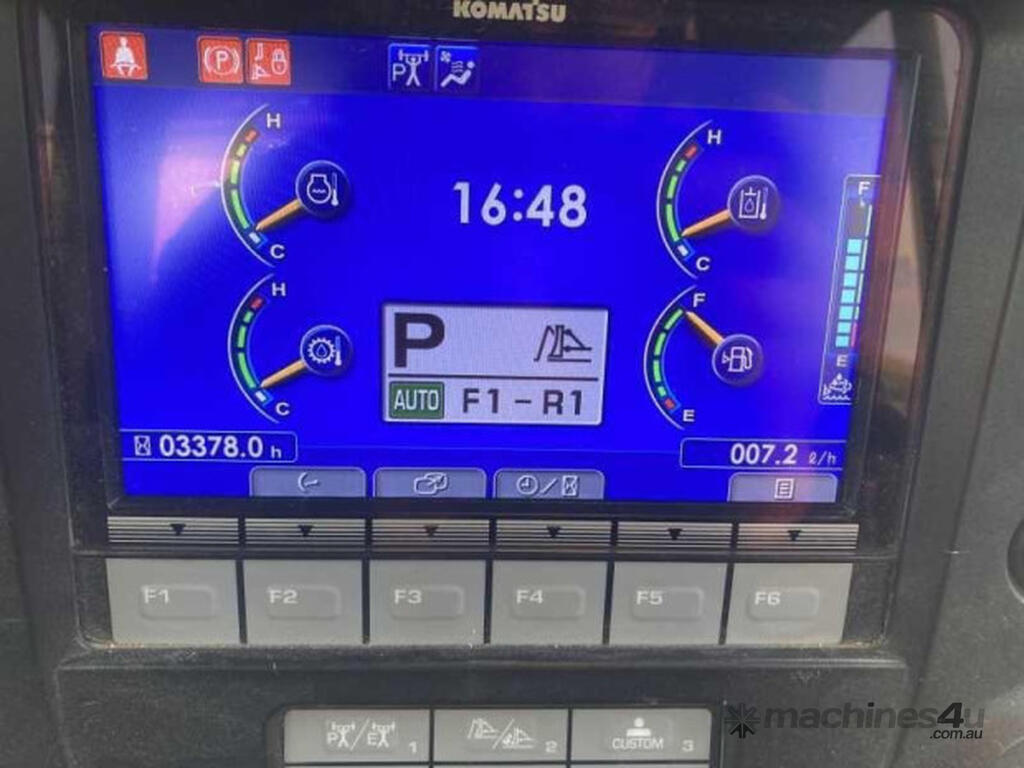 KOMATSU
P
P
H
H
16:48
F
C
C
H
F
P
E
AUTO F1-R1
C
E
03378.0 h
007.2 ℓ/h
F1 F2 F3 F4 F5 F6
P / E 1
2
CUSTOM 3
machines4u
.com.au